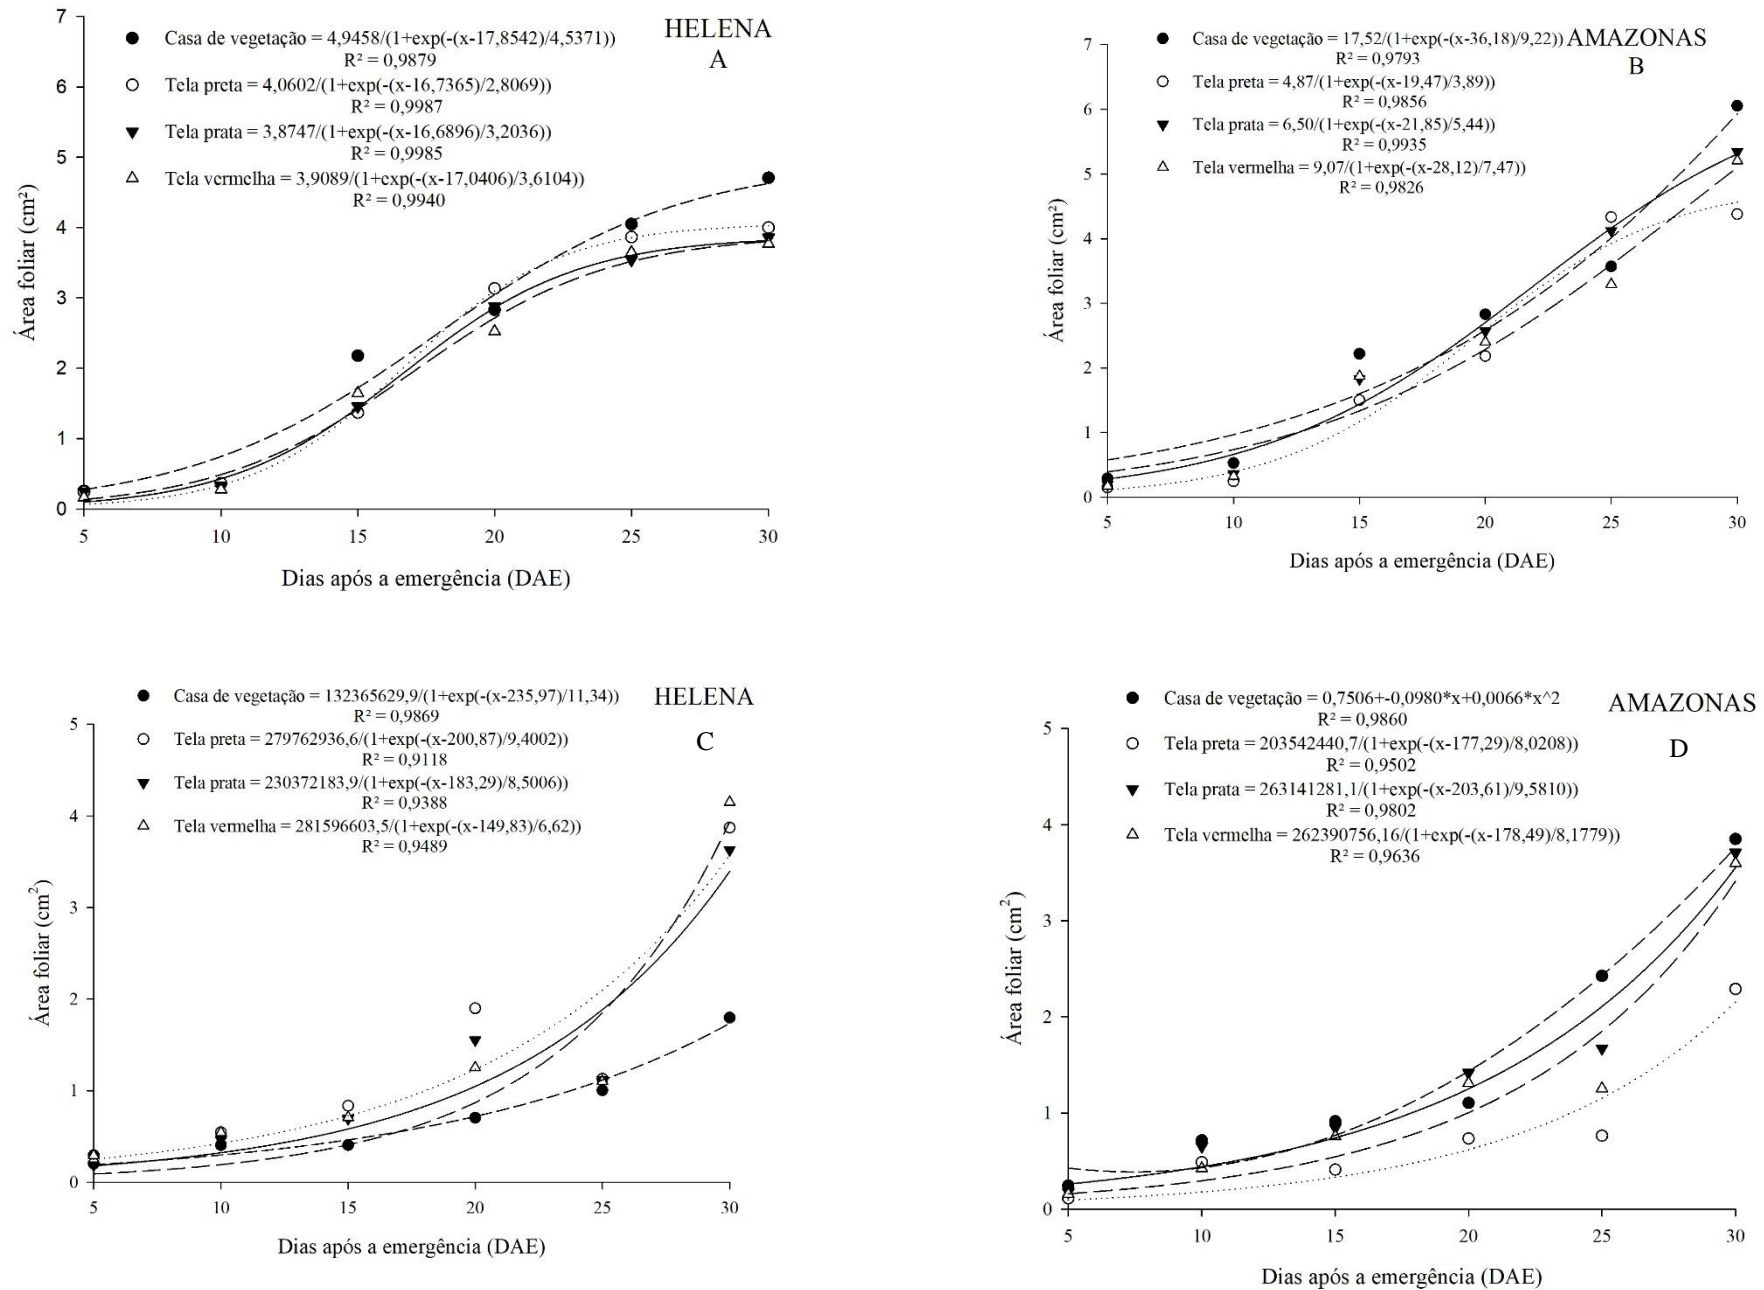 HELENA
A
Casa de vegetação = 4,9458/(1+exp(-(x-17,8542)/4,5371))
R² = 0,9879
Tela preta = 4,0602/(1+exp(-(x-16,7365)/2,8069))
R² = 0,9987
Tela prata = 3,8747/(1+exp(-(x-16,6896)/3,2036))
R² = 0,9985
Tela vermelha = 3,9089/(1+exp(-(x-17,0406)/3,6104))
R² = 0,9940
Área foliar (cm²)
7
6
5
4
3
2
1
0
5 10 15 20 25 30
Dias após a emergência (DAE)
AMAZONAS
B
Casa de vegetação = 17,52/(1+exp(-(x-36,18)/9,22))
R² = 0,9793
Tela preta = 4,87/(1+exp(-(x-19,47)/3,89))
R² = 0,9856
Tela prata = 6,50/(1+exp(-(x-21,85)/5,44))
R² = 0,9935
Tela vermelha = 9,07/(1+exp(-(x-28,12)/7,47))
R² = 0,9826
Área foliar (cm²)
7
6
5
4
3
2
1
0
5 10 15 20 25 30
Dias após a emergência (DAE)
HELENA
C
Casa de vegetação = 132365629,9/(1+exp(-(x-235,97)/11,34))
R² = 0,9869
Tela preta = 279762936,6/(1+exp(-(x-200,87)/9,4002))
R² = 0,9118
Tela prata = 230372183,9/(1+exp(-(x-183,29)/8,5006))
R² = 0,9388
Tela vermelha = 281596603,5/(1+exp(-(x-149,83)/6,62))
R² = 0,9489
Área foliar (cm²)
5
4
3
2
1
0
5 10 15 20 25 30
Dias após a emergência (DAE)
AMAZONAS
D
Casa de vegetação = 0,7506+-0,0980*x+0,0066*x^2
R² = 0,9860
Tela preta = 203542440,7/(1+exp(-(x-177,29)/8,0208))
R² = 0,9502
Tela prata = 263141281,1/(1+exp(-(x-203,61)/9,5810))
R² = 0,9802
Tela vermelha = 262390756,16/(1+exp(-(x-178,49)/8,1779))
R² = 0,9636
Área foliar (cm²)
5
4
3
2
1
0
5 10 15 20 25 30
Dias após a emergência (DAE)